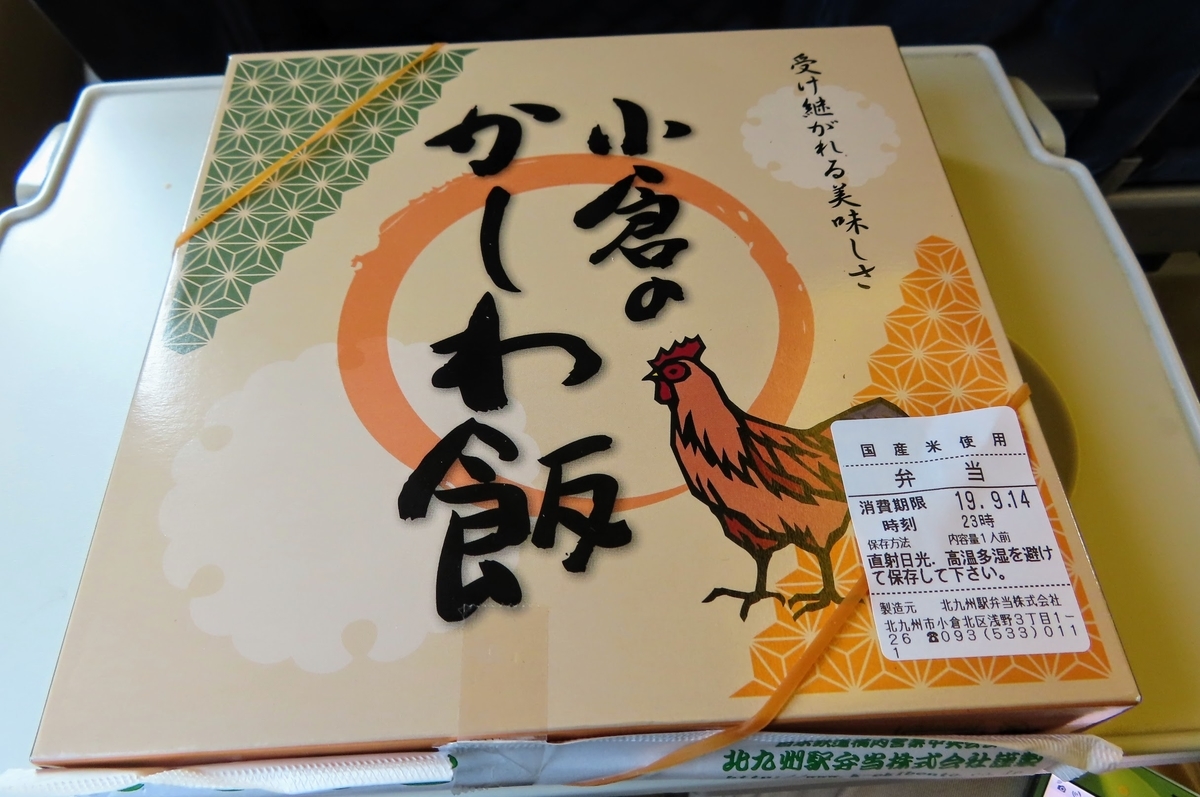 受け継がれる美味しさ
小倉の
かしわ飯
国産米使用
弁当
消費期限 19.9.14
時刻 23時
保存方法 内容量1人前
直射日光．高温多湿を避け
て保存して下さい。
製造元 北九州駅弁当株式会社
北九州市小倉北区浅野3丁目1-
26 ☎093(533)011
1
北九州駅弁当株式会社謹製